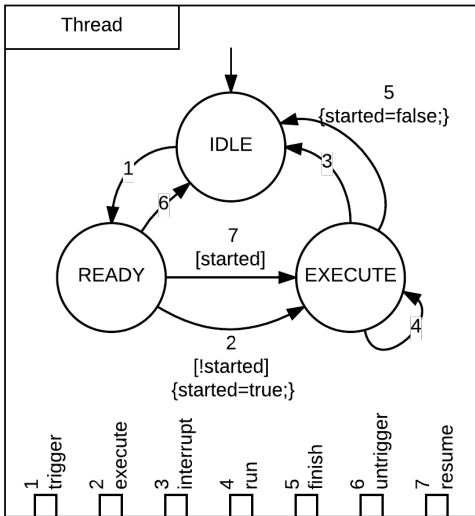 Thread
5
{started=false;}
IDLE
3
1
6
7
[started]
READY
EXECUTE
4
2
[!started]
{started=true;}
1 trigger
2 execute
3 interrupt
4 run
5 finish
6 untrigger
7 resume